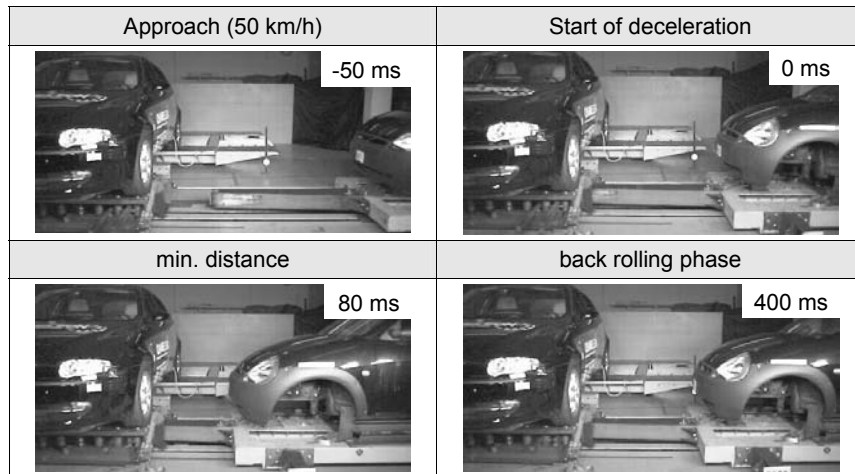 Approach (50 km/h)
Start of deceleration
-50 ms
0 ms
min. distance
back rolling phase
80 ms
400 ms